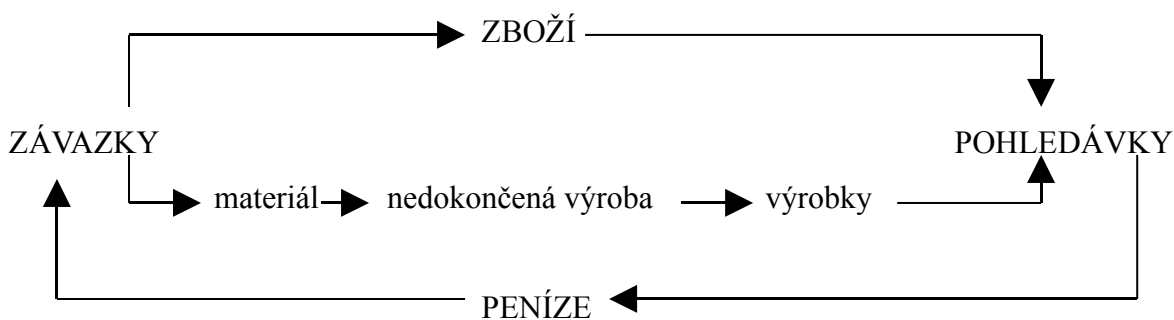 ZBOŽÍ
ZÁVAZKY POHLEDÁVKY
materiál nedokončená výroba výrobky
PENÍZE